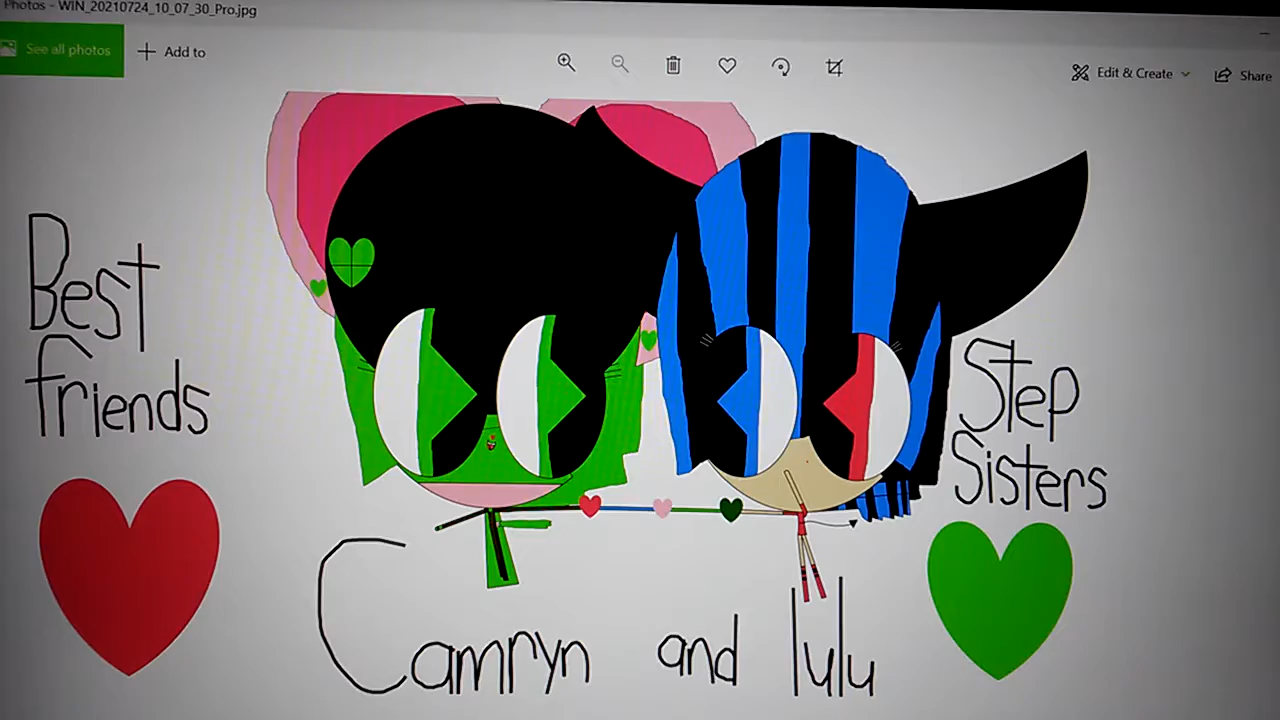 Photos - WIN_20210724_10_07_30_Pro.jpg
See all photos
Add to
Edit & Create
Share
Best
friends
Step
Sisters
Camryn and lulu